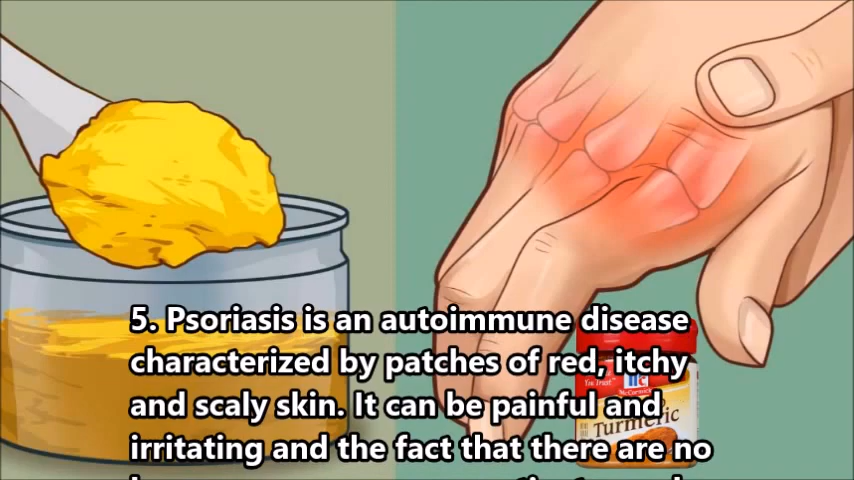 5. Psoriasis is an autoimmune disease
characterized by patches of red, itchy
and scaly skin. It can be painful and
irritating and the fact that there are no
McCormick
Turmeric